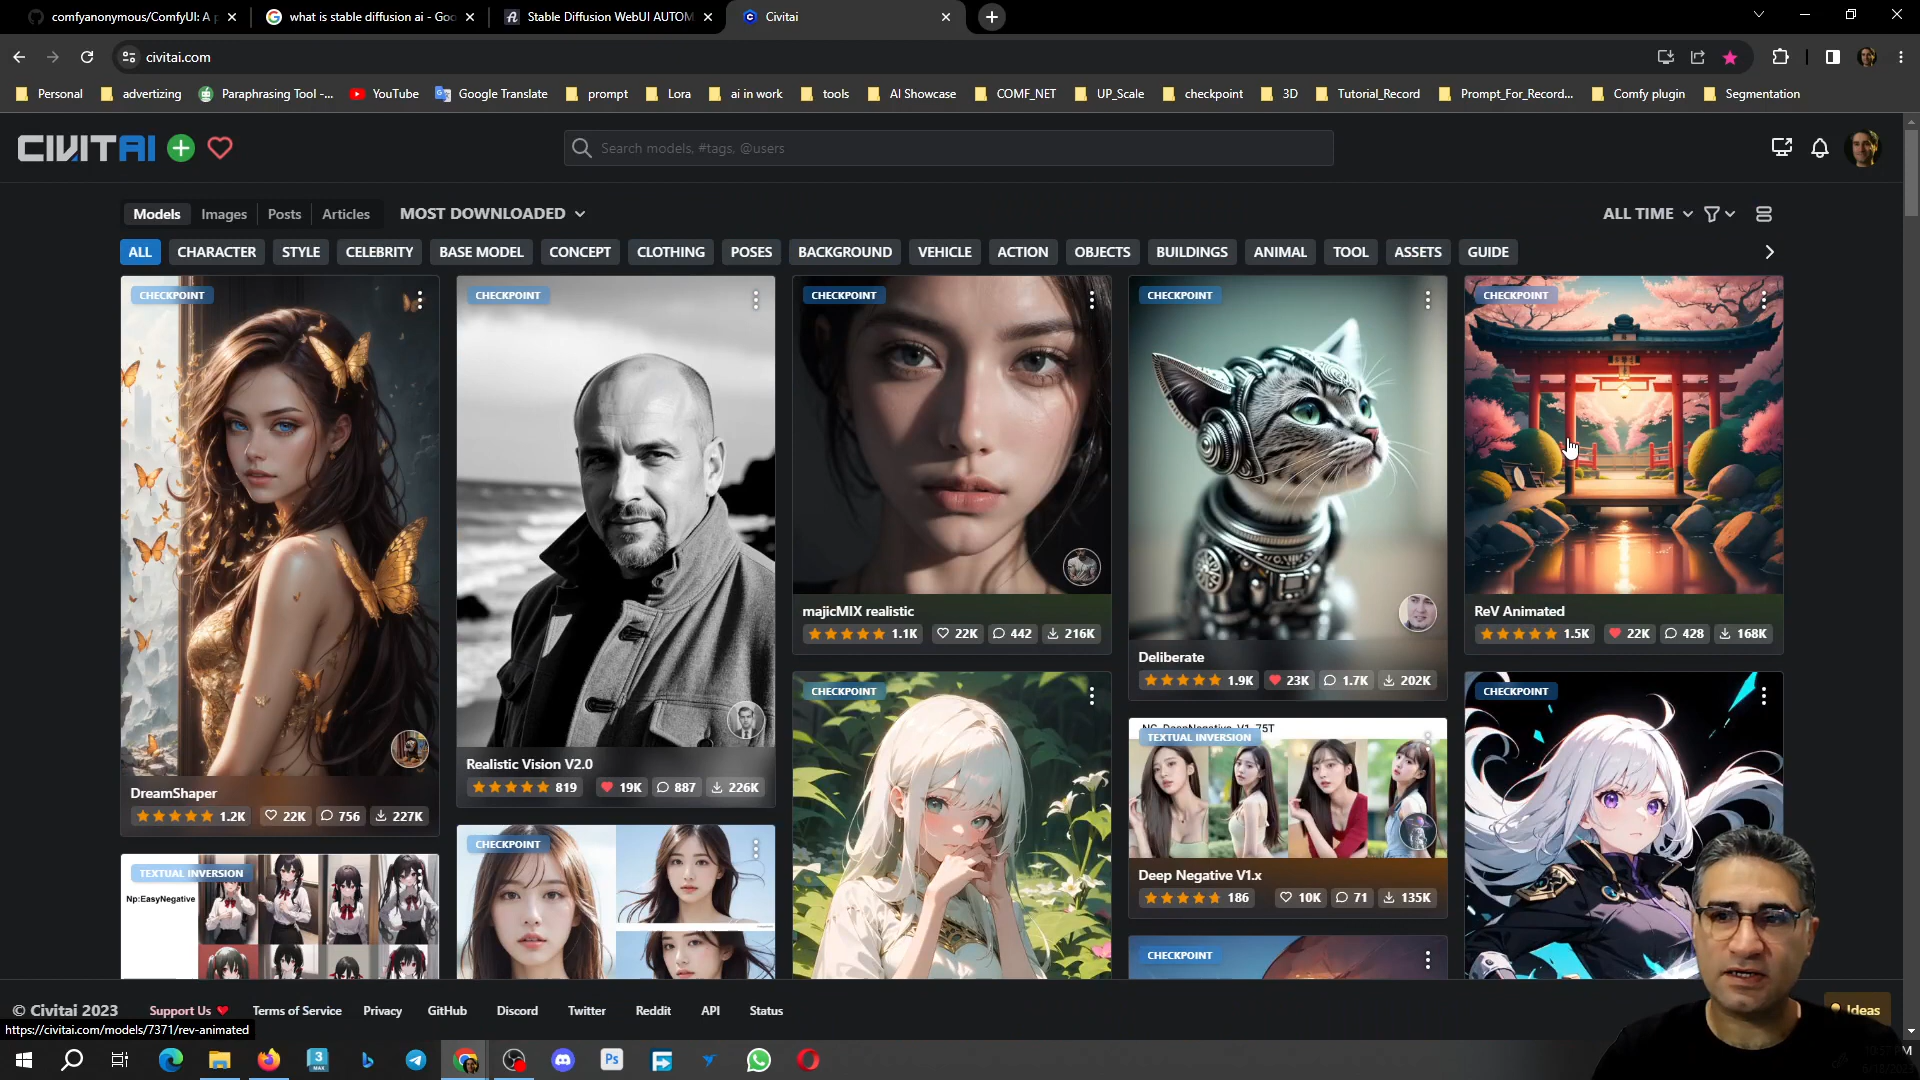 comfyanonymous/ComfyUI: A p
what is stable diffusion ai - Goo
Stable Diffusion WebUI AUTOM
Civitai
civitai.com
Personal advertizing Paraphrasing Tool -... YouTube Google Translate prompt Lora ai in work tools AI Showcase COMF_NET UP_Scale checkpoint 3D Tutorial_Record Prompt_For_Record... Comfy plugin Segmentation
CIVITAI Search models, #tags, @users
Models Images Posts Articles MOST DOWNLOADED ALL TIME
ALL CHARACTER STYLE CELEBRITY BASE MODEL CONCEPT CLOTHING POSES BACKGROUND VEHICLE ACTION OBJECTS BUILDINGS ANIMAL TOOL ASSETS GUIDE
CHECKPOINT
DreamShaper
1.2K 22K 756 227K
CHECKPOINT
Realistic Vision V2.0
819 19K 887 226K
CHECKPOINT
majicMIX realistic
1.1K 22K 442 216K
CHECKPOINT
Deliberate
1.9K 23K 1.7K 202K
CHECKPOINT
ReV Animated
1.5K 22K 428 168K
TEXTUAL INVERSION
Np:EasyNegative
CHECKPOINT
CHECKPOINT
TEXTUAL INVERSION
Deep Negative V1.x
186 10K 71 135K
CHECKPOINT
CHECKPOINT
© Civitai 2023 Support Us Terms of Service Privacy GitHub Discord Twitter Reddit API Status
Ideas
https://civitai.com/models/7371/rev-animated
3
MAX
Ps